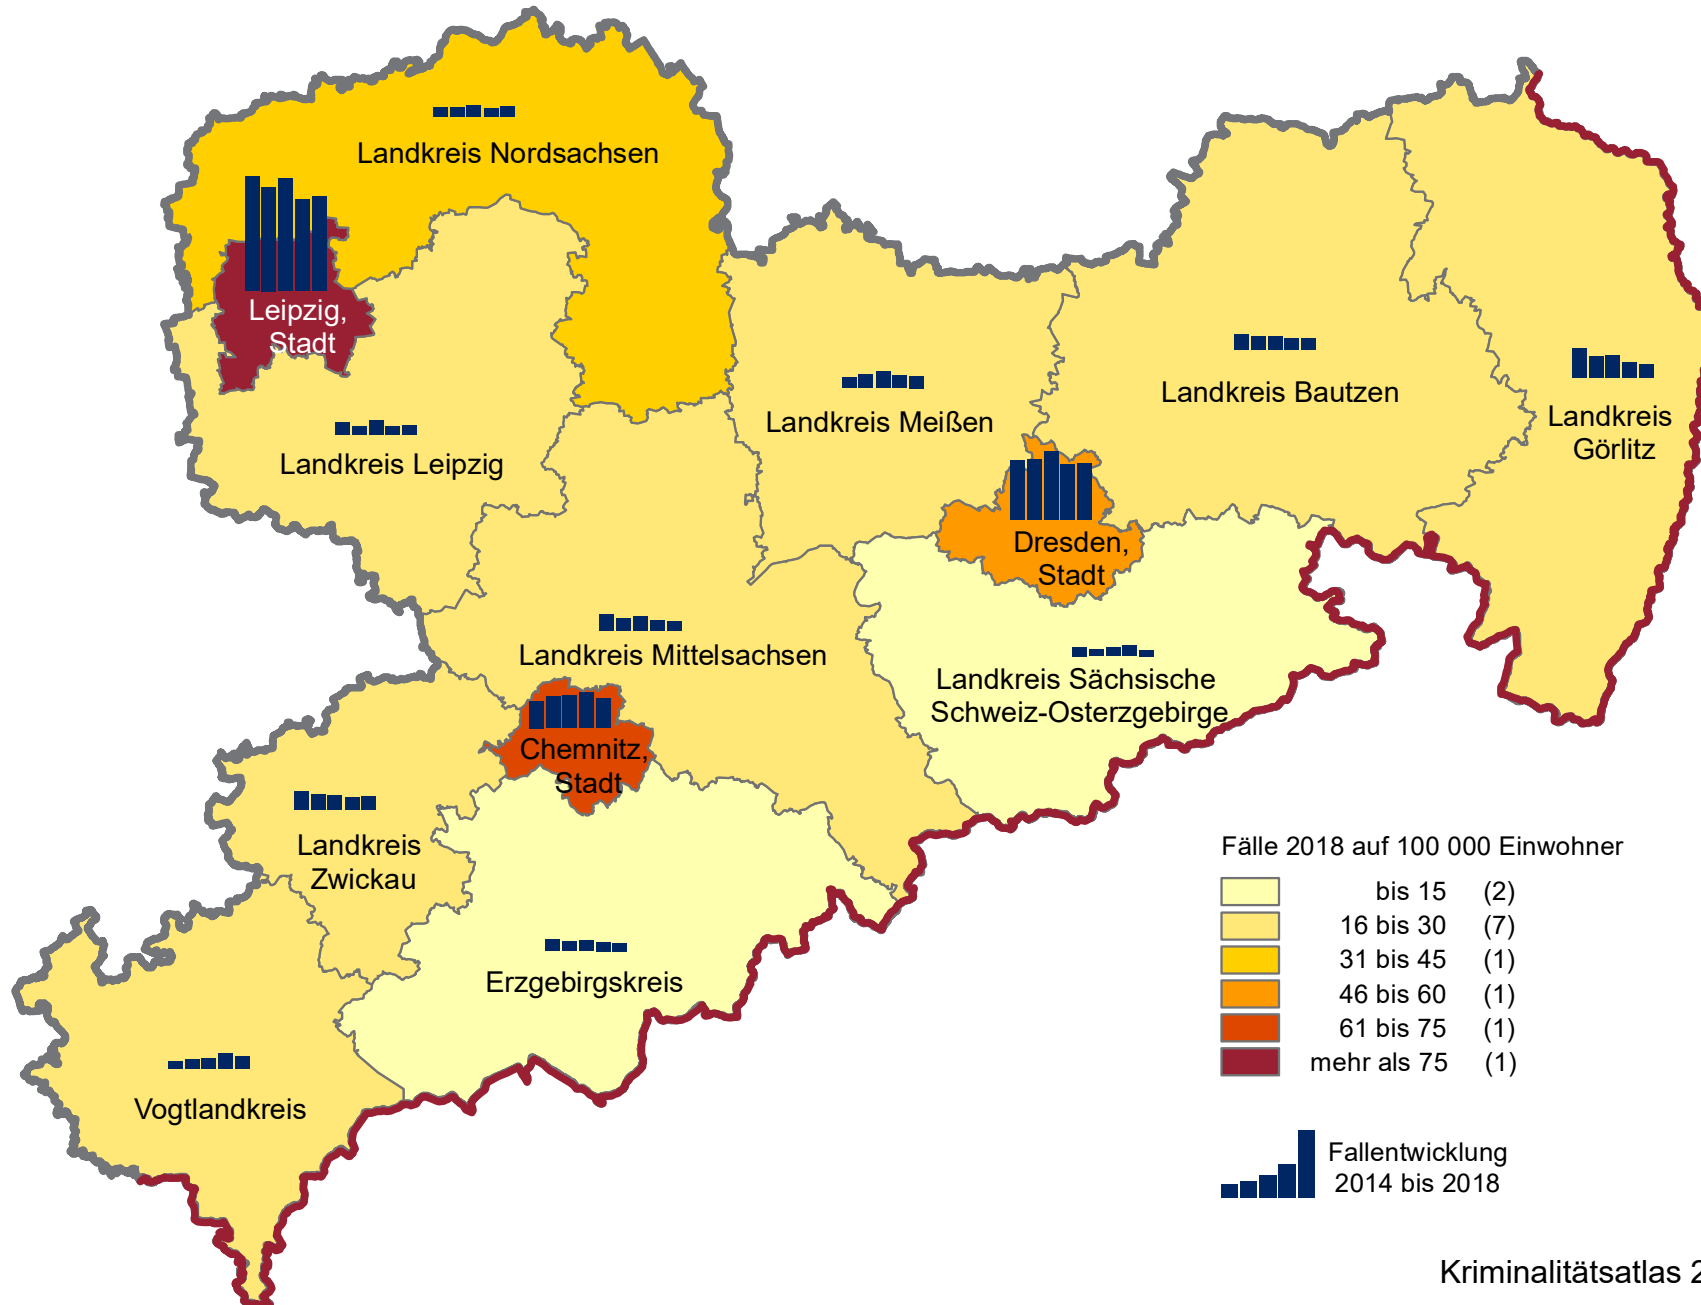 Landkreis Nordsachsen
Leipzig,
Stadt
Landkreis Leipzig
Landkreis Meißen
Landkreis Bautzen
Landkreis
Görlitz
Dresden,
Stadt
Landkreis Mittelsachsen
Landkreis Sächsische
Schweiz-Osterzgebirge
Chemnitz,
Stadt
Landkreis
Zwickau
Erzgebirgskreis
Vogtlandkreis
Fälle 2018 auf 100 000 Einwohner
bis 15 (2)
16 bis 30 (7)
31 bis 45 (1)
46 bis 60 (1)
61 bis 75 (1)
mehr als 75 (1)
Fallentwicklung
2014 bis 2018
Kriminalitätsatlas 2